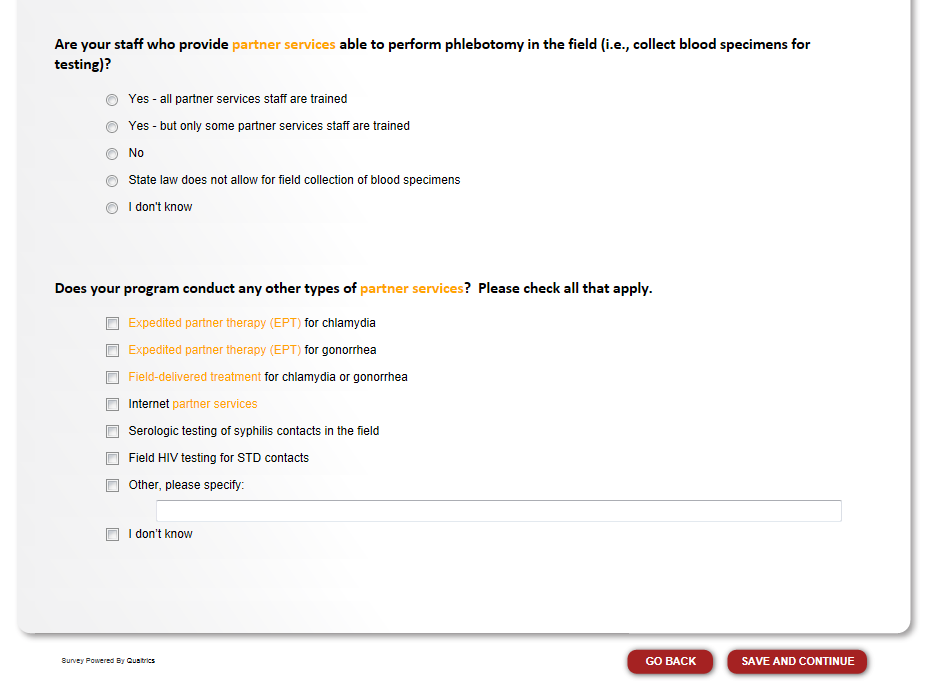 Are your staff who provide partner services able to perform phlebotomy in the field (i.e., collect blood specimens for
testing)?
Yes - all partner services staff are trained
Yes - but only some partner services staff are trained
No
State law does not allow for field collection of blood specimens
I don't know
Does your program conduct any other types of partner services? Please check all that apply.
Expedited partner therapy (EPT) for chlamydia
Expedited partner therapy (EPT) for gonorrhea
Field-delivered treatment for chlamydia or gonorrhea
Internet partner services
Serologic testing of syphilis contacts in the field
Field HIV testing for STD contacts
Other, please specify:
I don't know
Survey Powered By Qualtrics
GO BACK
SAVE AND CONTINUE